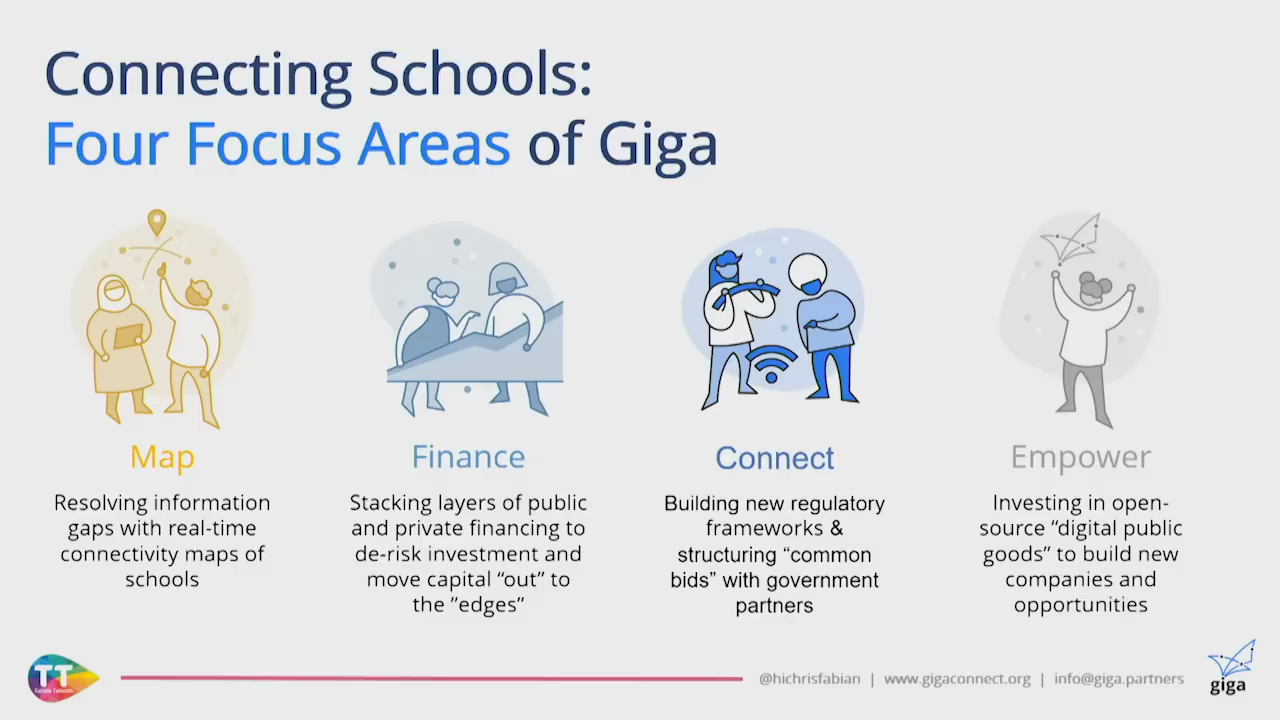 Connecting Schools:
Four Focus Areas of Giga
Map
Resolving information
gaps with real-time
connectivity maps of
schools
Finance
Stacking layers of public
and private financing to
de-risk investment and
move capital “out” to
the ”edges”
Connect
Building new regulatory
frameworks &
structuring “common
bids” with government
partners
Empower
Investing in open-
source “digital public
goods” to build new
companies and
opportunities
TT
Tunisie Telecom
@hichrisfabian | www.gigaconnect.org | info@giga.partners
giga